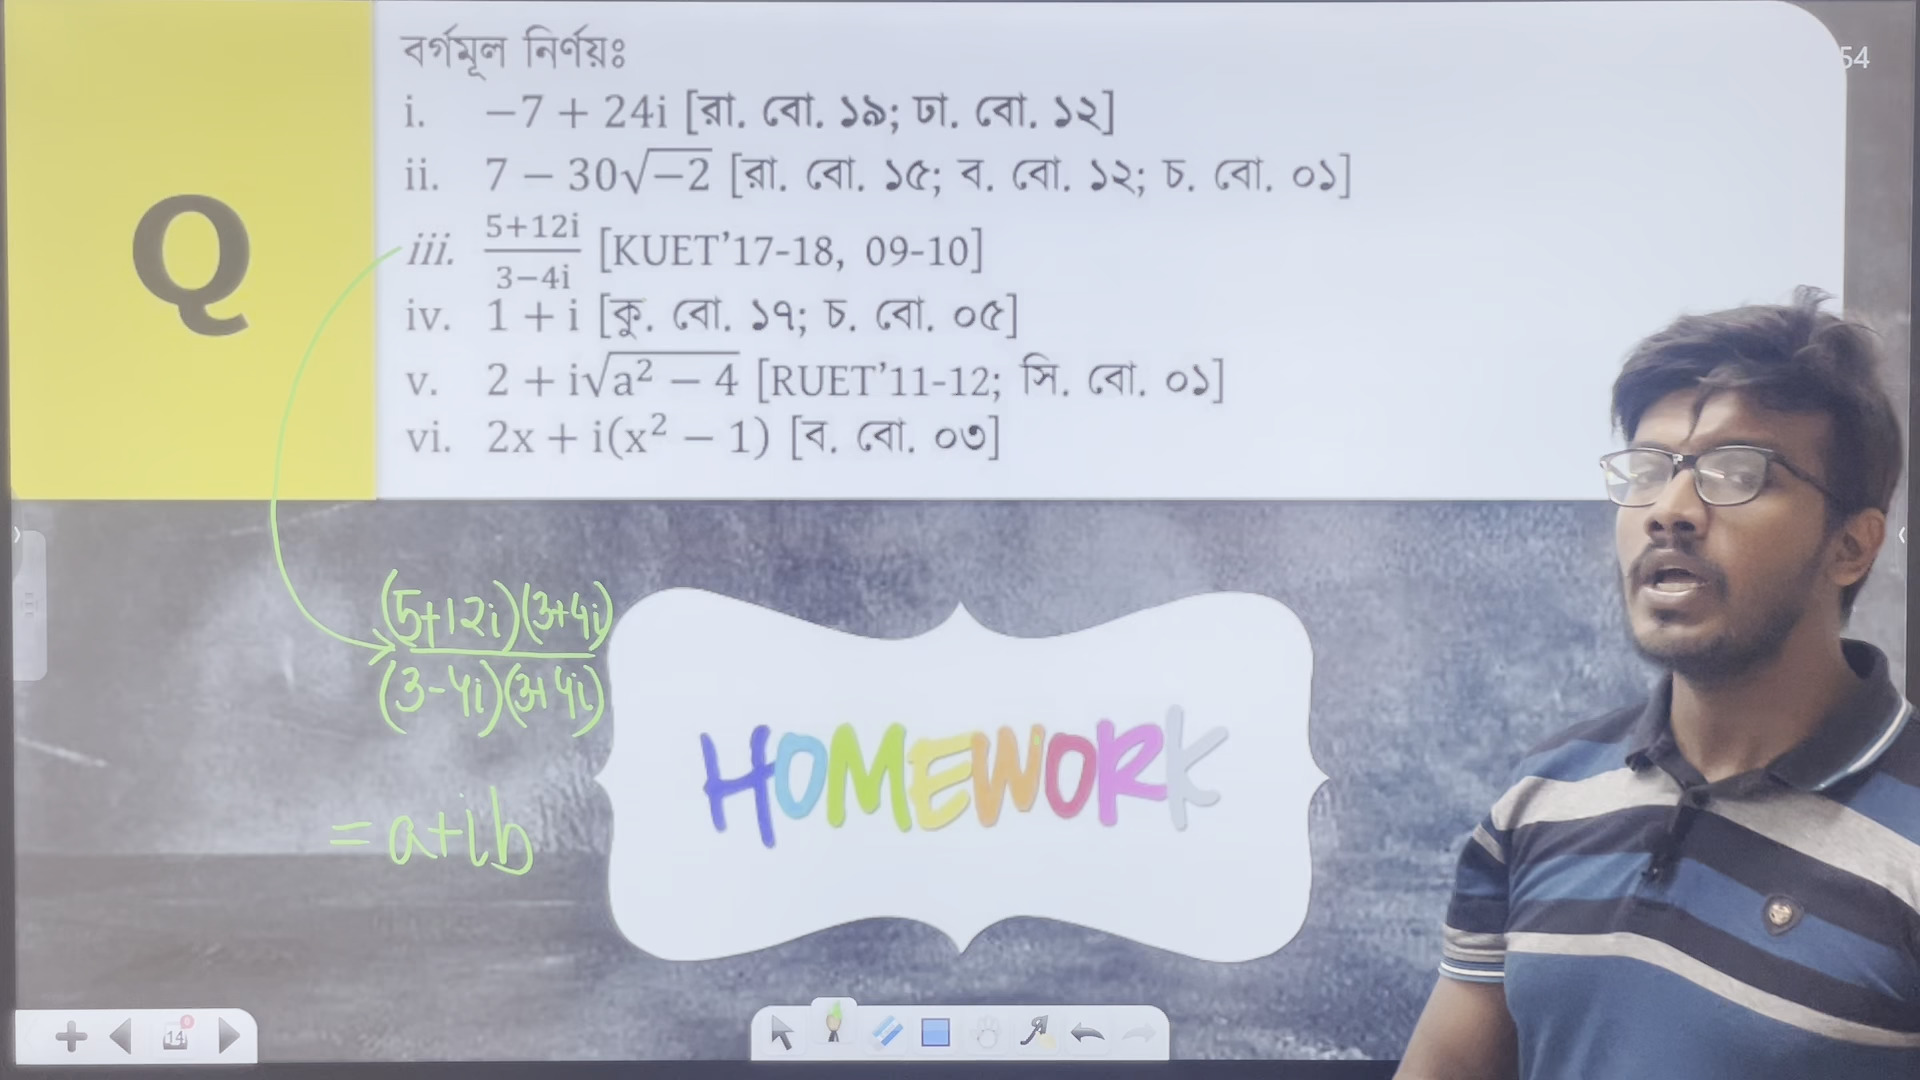 54
Q
বর্গমূল নির্ণয়ঃ
i. −7 + 24i [রা. বো. ১৯; ঢা. বো. ১২]
ii. 7 − 30√−2 [রা. বো. ১৫; ব. বো. ১২; চ. বো. ০১]
iii. (5+12i)/(3−4i) [KUET’17-18, 09-10]
iv. 1 + i [কু. বো. ১৭; চ. বো. ০৫]
v. 2 + i√(a² − 4) [RUET’11-12; সি. বো. ০১]
vi. 2x + i(x² − 1) [ব. বো. ০৩]
(5+12i)(3+4i)
(3-4i)(3+4i)
= a+ib
HOMEWORK
14